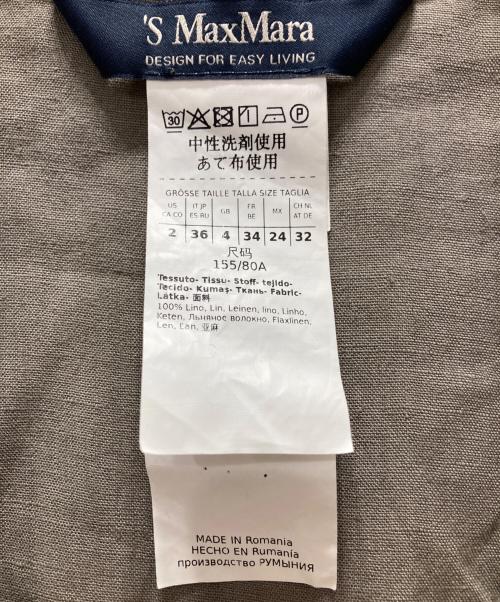 'S MaxMara
DESIGN FOR EASY LIVING
30 P
中性洗剤使用
あて布使用
GRÖSSE TAILLE TALLA SIZE TAGLIA
US IT JP GB FR MX CH NL
CA CO ES RU BE AT DE
2 36 4 34 24 32
尺码
155/80A
Tessuto- Tissu- Stoff- tejido-
Tecido- Kumaş- Ткань- Fabric-
Látka- 面料
100% Lino, Lin, Leinen, lino, Linho,
Keten, Льняное волокно, Flax/linen,
Len, Ľan, 亚麻
MADE IN Romania
HECHO EN Rumania
производство РУМЫНИЯ